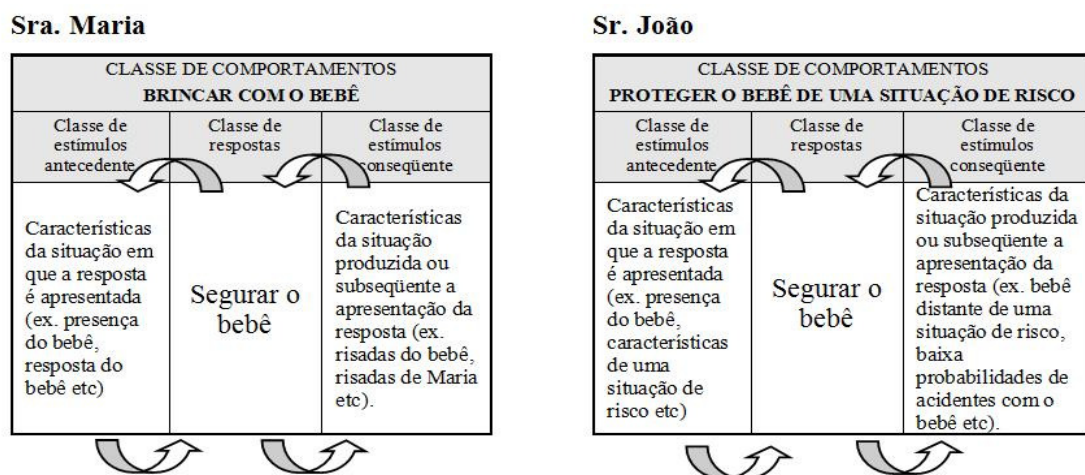 Sra. Maria
CLASSE DE COMPORTAMENTOS
BRINCAR COM O BEBÊ
Classe de
estímulos
antecedente
Classe de
respostas
Classe de
estímulos
conseqüente
Características
da situação em
que a resposta
é apresentada
(ex. presença
do bebê,
resposta do
bebê etc)
Segurar o
bebê
Características
da situação
produzida ou
subseqüente a
apresentação da
resposta (ex.
risadas do bebê,
risadas de Maria
etc).
Sr. João
CLASSE DE COMPORTAMENTOS
PROTEGER O BEBÊ DE UMA SITUAÇÃO DE RISCO
Classe de
estímulos
antecedente
Classe de
respostas
Classe de
estímulos
conseqüente
Características
da situação em
que a resposta
é apresentada
(ex. presença
do bebê,
características
de uma
situação de
risco etc)
Segurar o
bebê
Características da
situação produzida
ou subseqüente a
apresentação da
resposta (ex. bebê
distante de uma
situação de risco,
baixa
probabilidades de
acidentes com o
bebê etc).